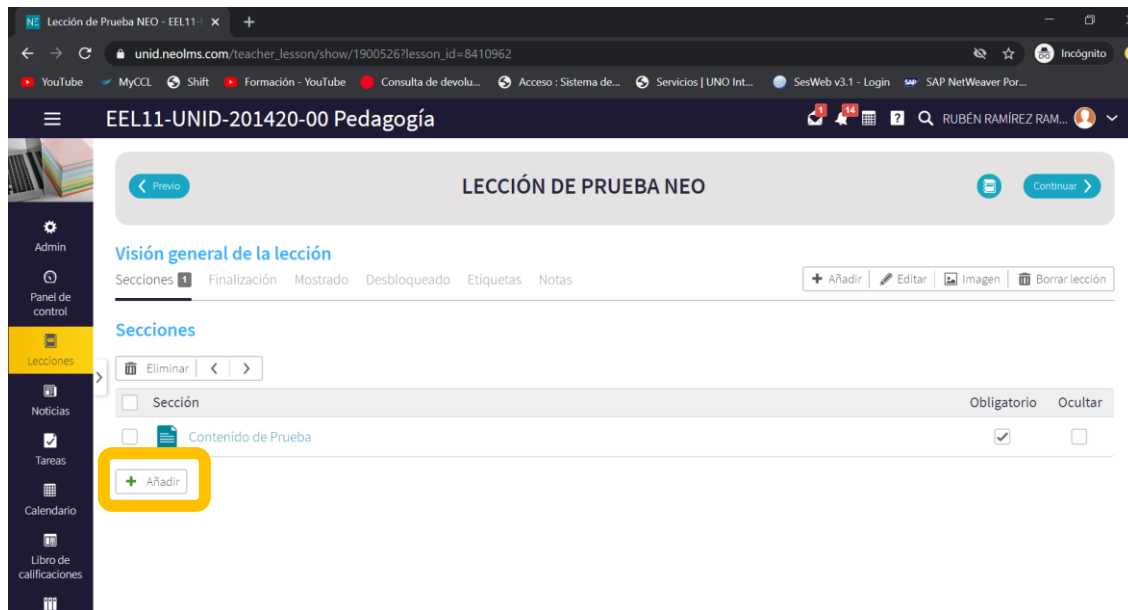 NE Lección de Prueba NEO - EEL11-
unid.neolms.com/teacher_lesson/show/1900526?lesson_id=8410962
Incógnito
YouTube MyCCL Shift Formación - YouTube Consulta de devolu... Acceso : Sistema de... Servicios | UNO Int... SesWeb v3.1 - Login SAP SAP NetWeaver Por...
EEL11-UNID-201420-00 Pedagogía
1 14 ? RUBÉN RAMÍREZ RAM...
Previo
LECCIÓN DE PRUEBA NEO
Continuar
Admin
Panel de
control
Lecciones
Noticias
Tareas
Calendario
Libro de
calificaciones
Visión general de la lección
Secciones 1 Finalización Mostrado Desbloqueado Etiquetas Notas
Añadir Editar Imagen Borrar lección
Secciones
Eliminar
Sección Obligatorio Ocultar
Contenido de Prueba
Añadir